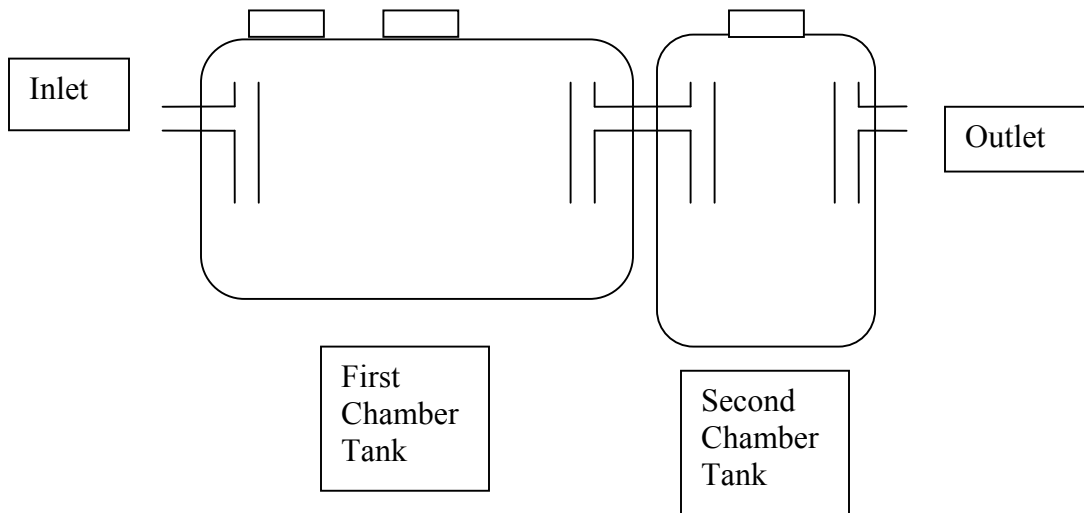 Inlet
Outlet
First
Chamber
Tank
Second
Chamber
Tank